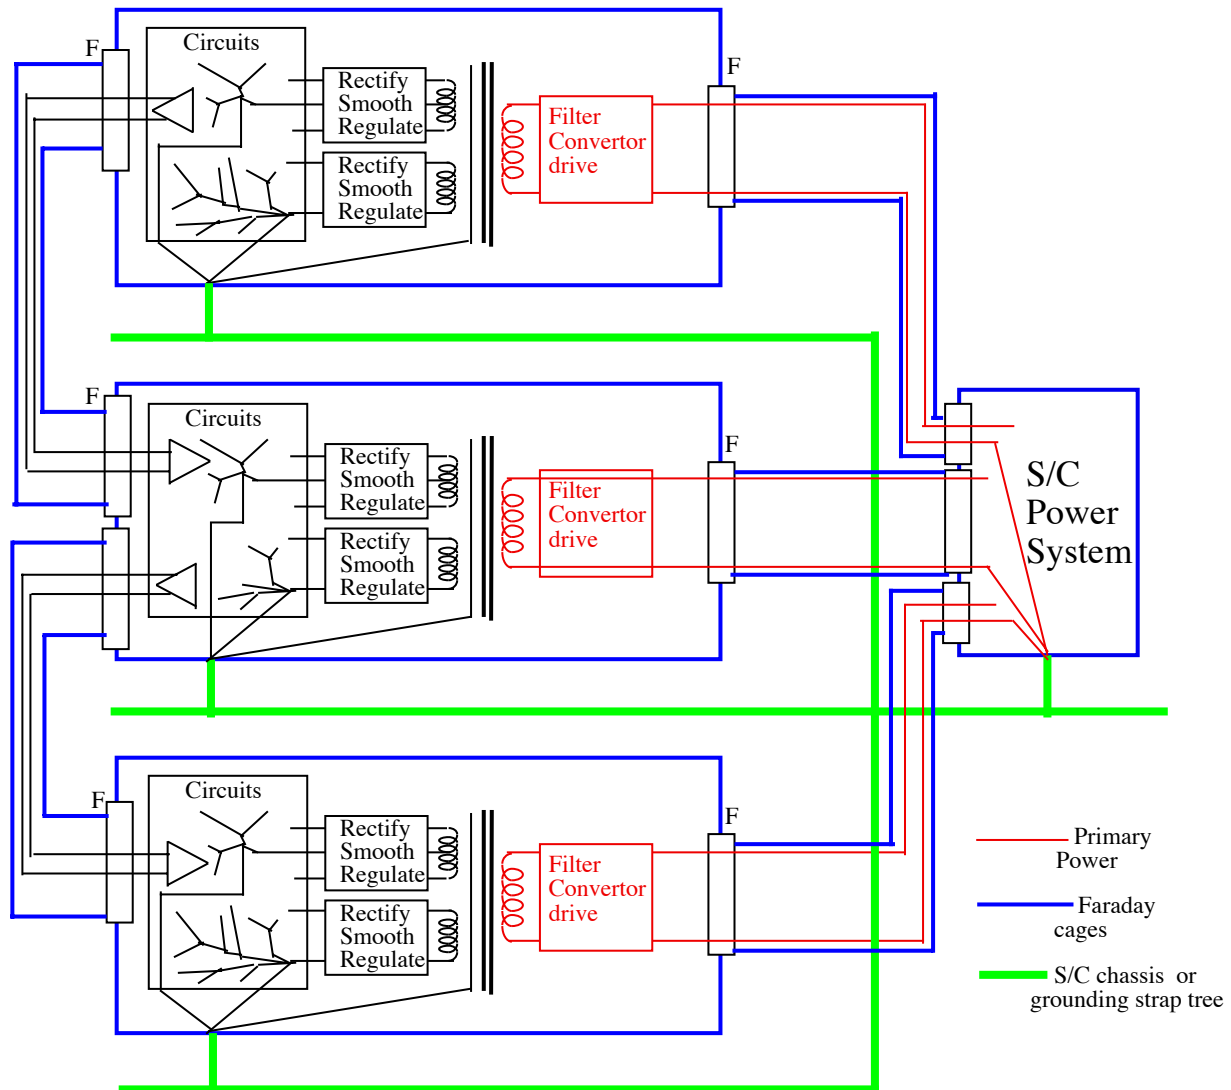 F
Circuits
Rectify
Smooth
Regulate
Rectify
Smooth
Regulate
Filter
Convertor
drive
F
F
Circuits
Rectify
Smooth
Regulate
Rectify
Smooth
Regulate
Filter
Convertor
drive
F
S/C
Power
System
F
Circuits
Rectify
Smooth
Regulate
Rectify
Smooth
Regulate
Filter
Convertor
drive
F
Primary
Power
Faraday
cages
S/C chassis or
grounding strap tree